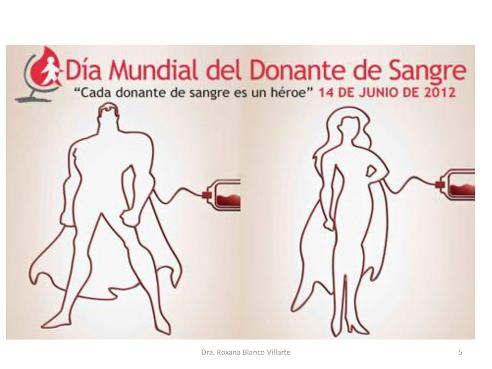 Día Mundial del Donante de Sangre
“Cada donante de sangre es un héroe” 14 DE JUNIO DE 2012
Dra. Roxana Blanco Villarte
5